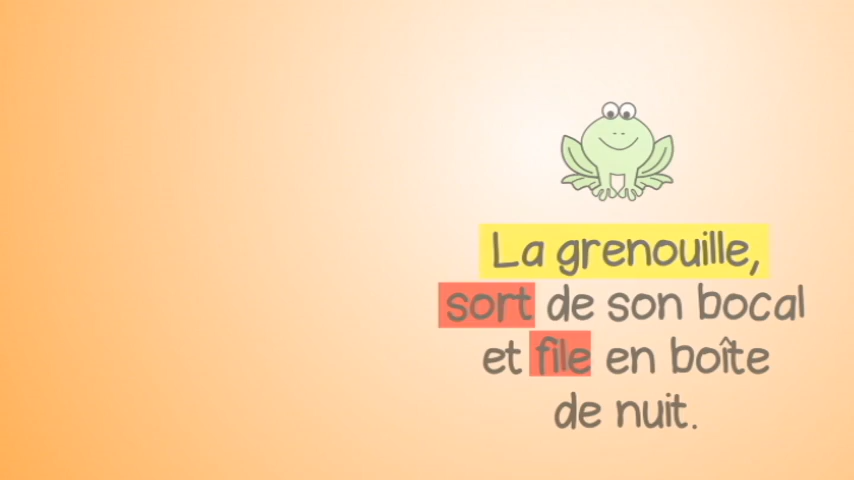 La grenouille,
sort de son bocal
et file en boîte
de nuit.